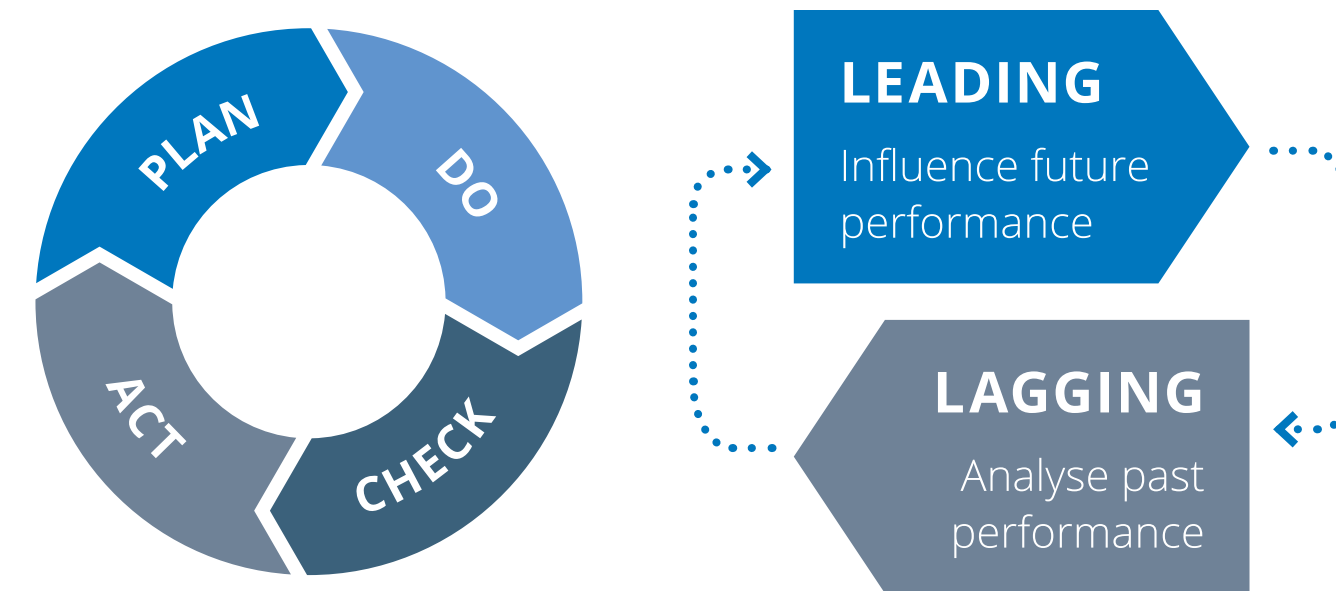 PLAN
DO
CHECK
ACT
LEADING
Influence future
performance
LAGGING
Analyse past
performance